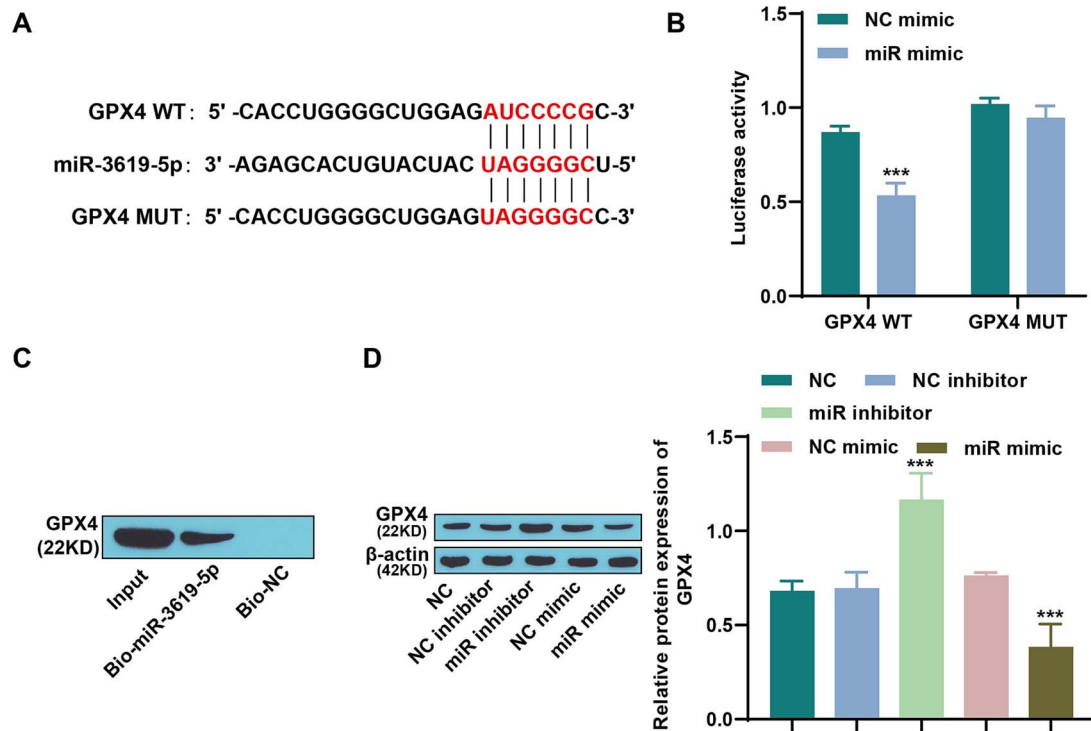 A
GPX4 WT: 5' -CACCUGGGGCUGGAGAUCCCCGC-3'
miR-3619-5p: 3' -AGAGCACUGUACUAC UAGGGGCU-5'
GPX4 MUT: 5' -CACCUGGGGCUGGAGUAGGGGCC-3'
B
NC mimic
miR mimic
Luciferase activity
1.5
1.0
0.5
0.0
***
GPX4 WT
GPX4 MUT
C
GPX4
(22KD)
Input
Bio-miR-3619-5p
Bio-NC
D
GPX4
(22KD)
β-actin
(42KD)
NC
NC inhibitor
miR inhibitor
NC mimic
miR mimic
NC
NC inhibitor
miR inhibitor
NC mimic
miR mimic
Relative protein expression of
GPX4
1.5
1.0
0.5
0.0
***
***